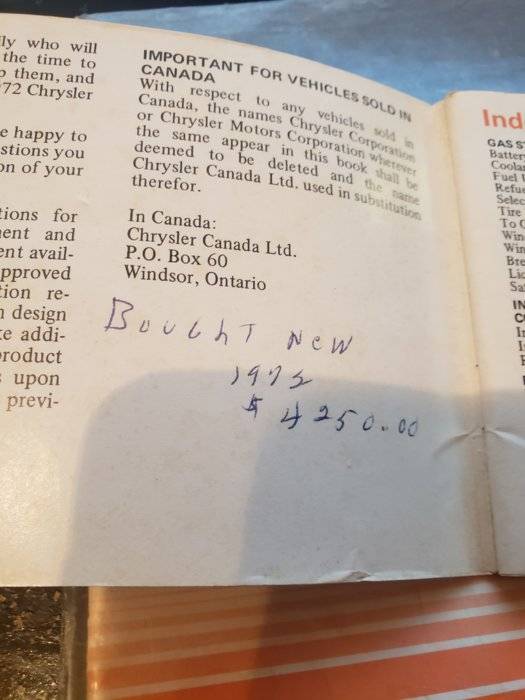 ly who will
the time to
them, and
72 Chrysler
e happy to
stions you
on of your
tions for
ent and
ent avail-
pproved
tion re-
design
e addi-
roduct
upon
previ-
IMPORTANT FOR VEHICLES SOLD IN
CANADA
With respect to any vehicles sold in
Canada, the names Chrysler Corporation
or Chrysler Motors Corporation wherever
the same appear in this book shall be
deemed to be deleted and the name
Chrysler Canada Ltd. used in substitution
therefor.
In Canada:
Chrysler Canada Ltd.
P.O. Box 60
Windsor, Ontario
BOUGHT NEW
1972
$ 4250.00
Ind
GAS S
Batter
Coola
Fuel
Refue
Selec
Tire
To C
Win
Win
Bre
Lic
Sa
IN
C